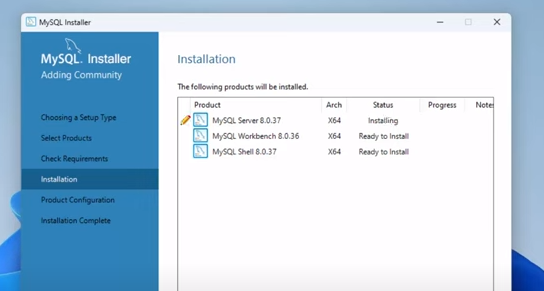 MySQL Installer
MySQL Installer
Adding Community
Choosing a Setup Type
Select Products
Check Requirements
Installation
Product Configuration
Installation Complete
Installation
The following products will be installed.
Product Arch Status Progress Notes
MySQL Server 8.0.37 X64 Installing
MySQL Workbench 8.0.36 X64 Ready to Install
MySQL Shell 8.0.37 X64 Ready to Install